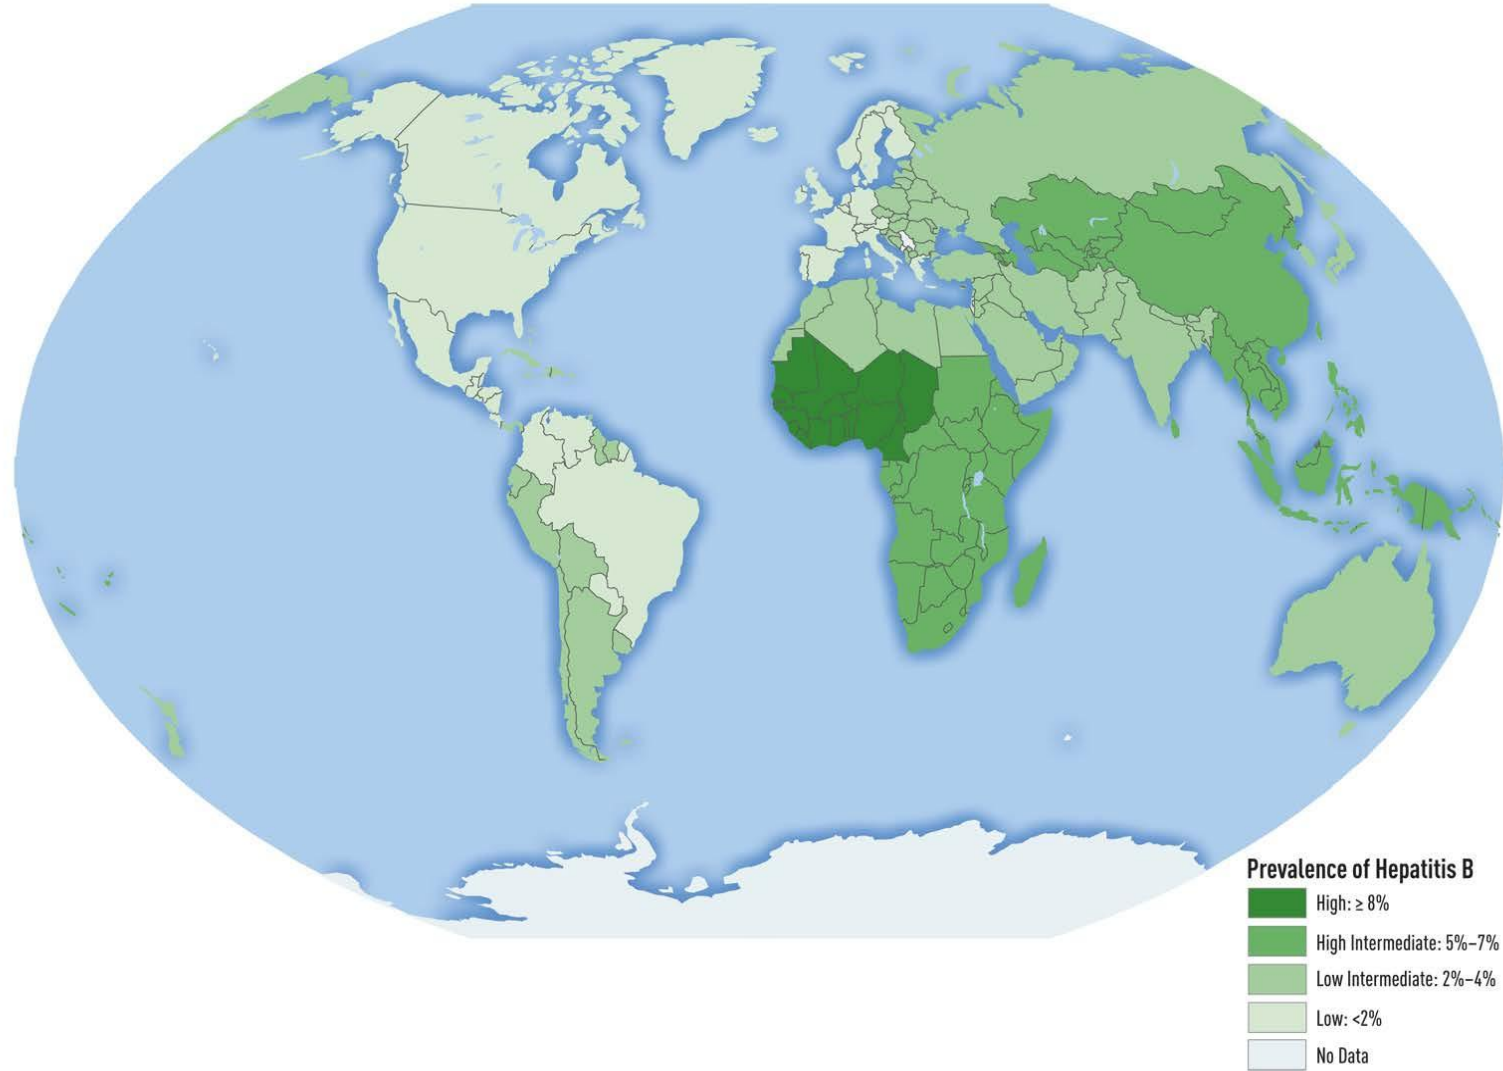 Prevalence of Hepatitis B
High: ≥ 8%
High Intermediate: 5%–7%
Low Intermediate: 2%–4%
Low: <2%
No Data